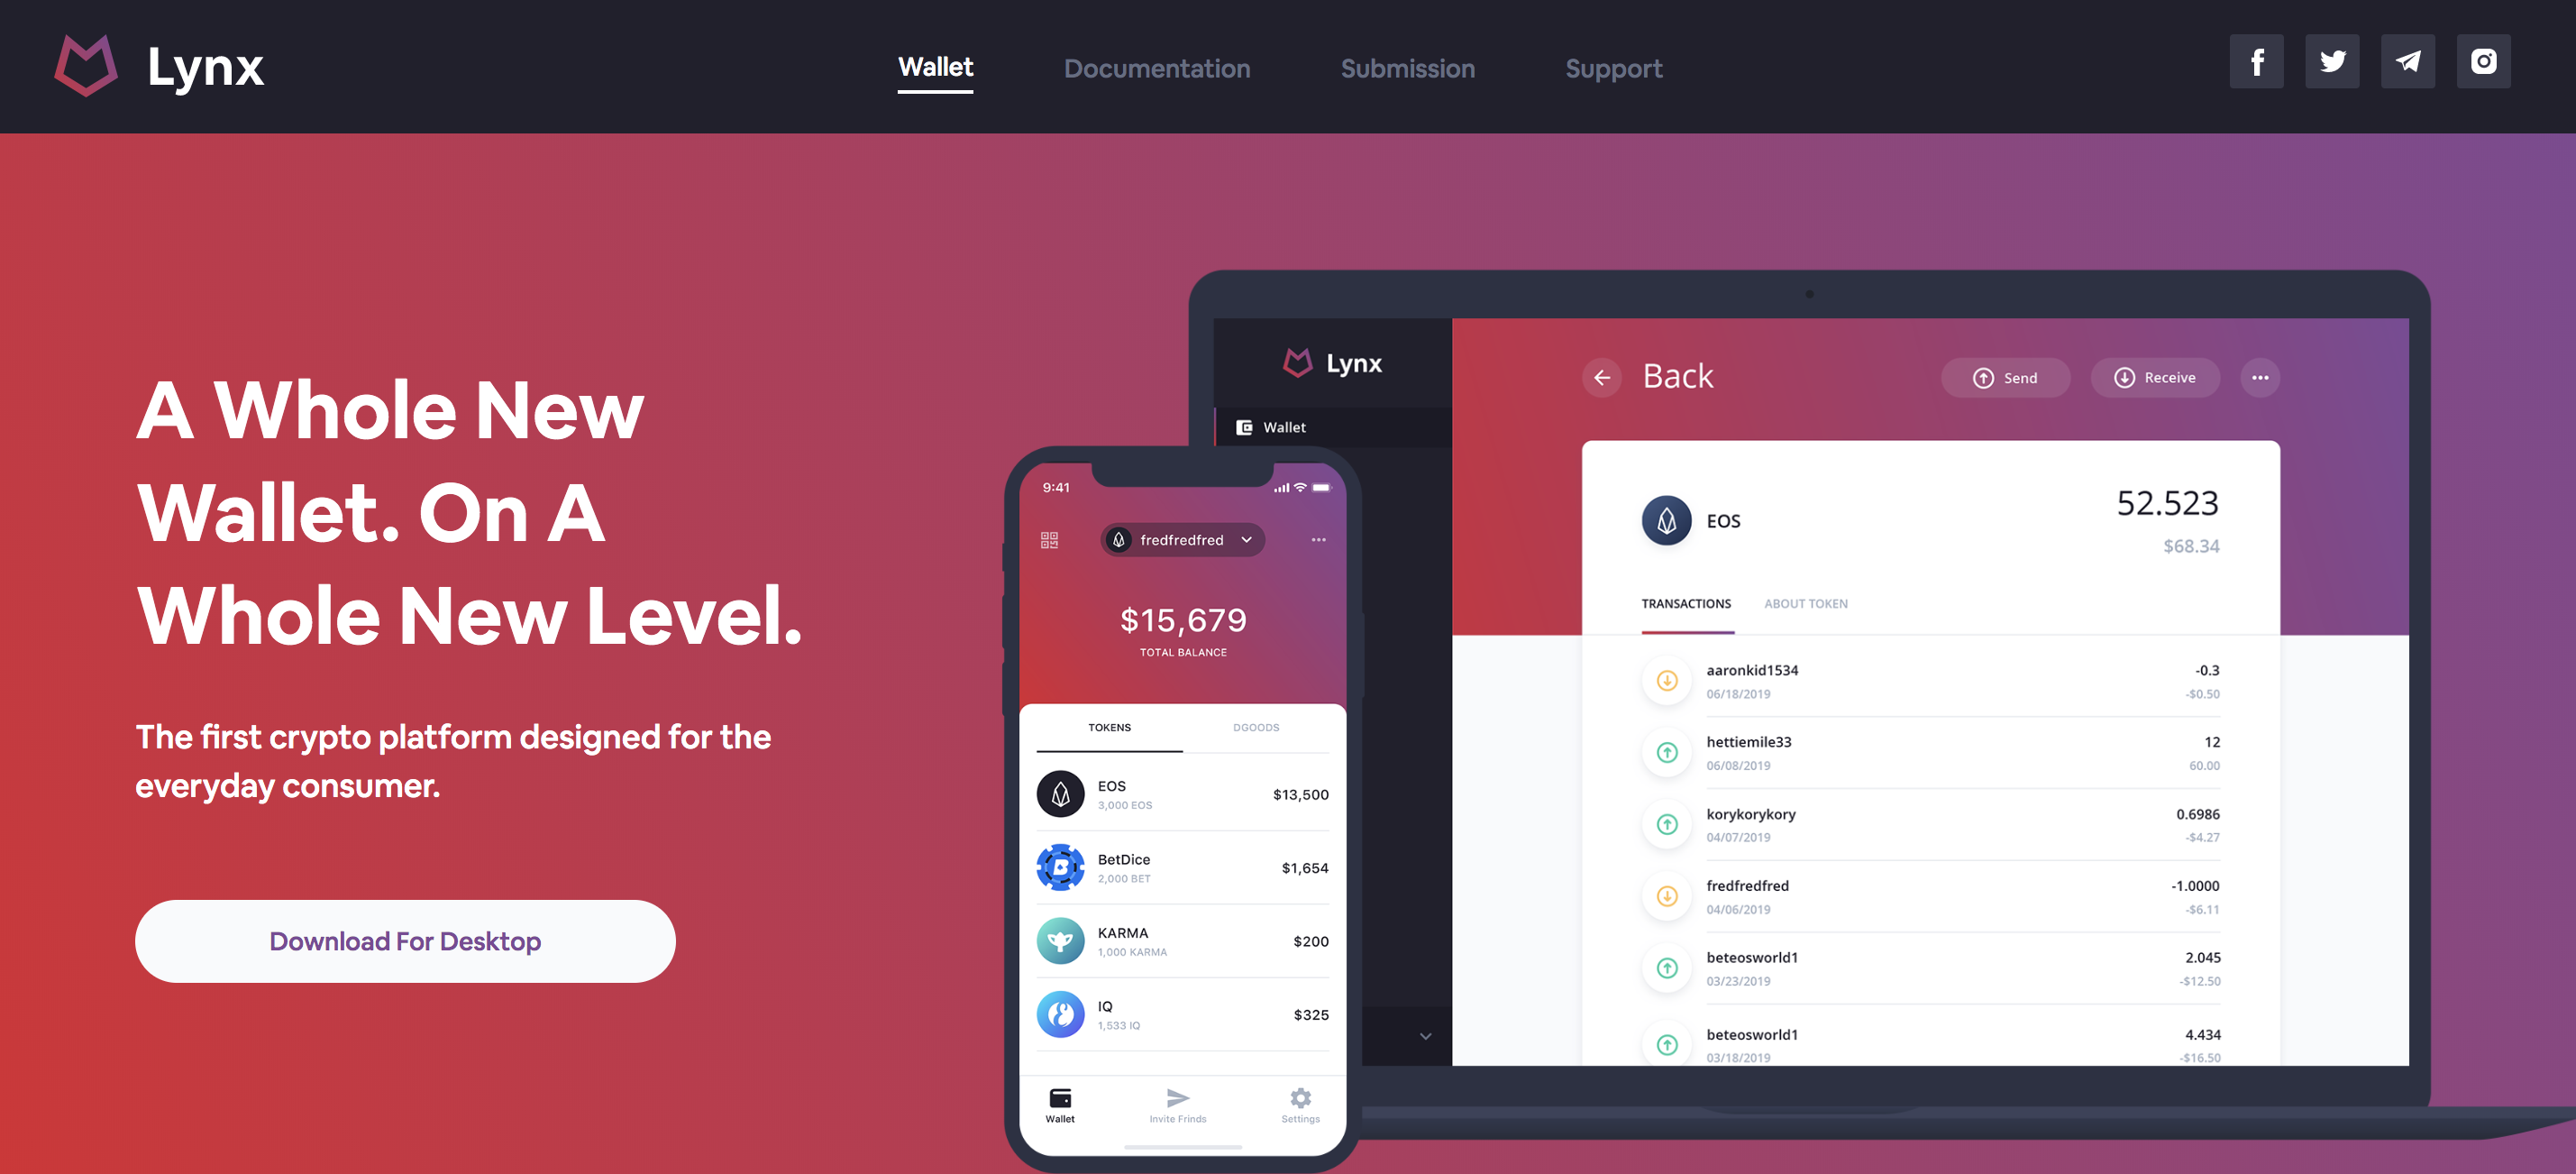 Lynx
Wallet
Documentation
Submission
Support
A Whole New
Wallet. On A
Whole New Level.
The first crypto platform designed for the
everyday consumer.
Download For Desktop
9:41
fredfredfred
$15,679
TOTAL BALANCE
TOKENS
DGOODS
EOS
3,000 EOS
$13,500
BetDice
2,000 BET
$1,654
KARMA
1,000 KARMA
$200
IQ
1,533 IQ
$325
Wallet
Invite Frinds
Settings
Lynx
Wallet
Back
Send
Receive
EOS
52.523
$68.34
TRANSACTIONS
ABOUT TOKEN
aaronkid1534
-0.3
06/18/2019
-$0.50
hettiemile33
12
06/08/2019
60.00
korykorykory
0.6986
04/07/2019
-$4.27
fredfredfred
-1.0000
04/06/2019
-$6.11
beteosworld1
2.045
03/23/2019
-$12.50
beteosworld1
4.434
03/18/2019
-$16.50